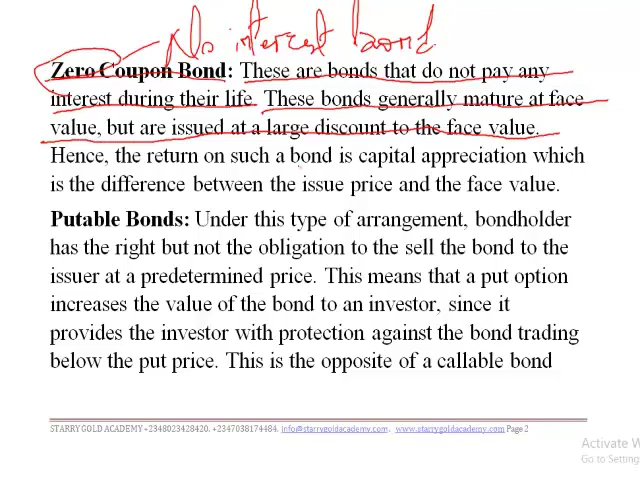 No interest bond
Zero Coupon Bond: These are bonds that do not pay any
interest during their life. These bonds generally mature at face
value, but are issued at a large discount to the face value.
Hence, the return on such a bond is capital appreciation which
is the difference between the issue price and the face value.
Putable Bonds: Under this type of arrangement, bondholder
has the right but not the obligation to the sell the bond to the
issuer at a predetermined price. This means that a put option
increases the value of the bond to an investor, since it
provides the investor with protection against the bond trading
below the put price. This is the opposite of a callable bond
STARRY GOLD ACADEMY +2348023428420, +2347038174484, info@starrygoldacademy.com, www.starrygoldacademy.com Page 2
Activate W
Go to Setting